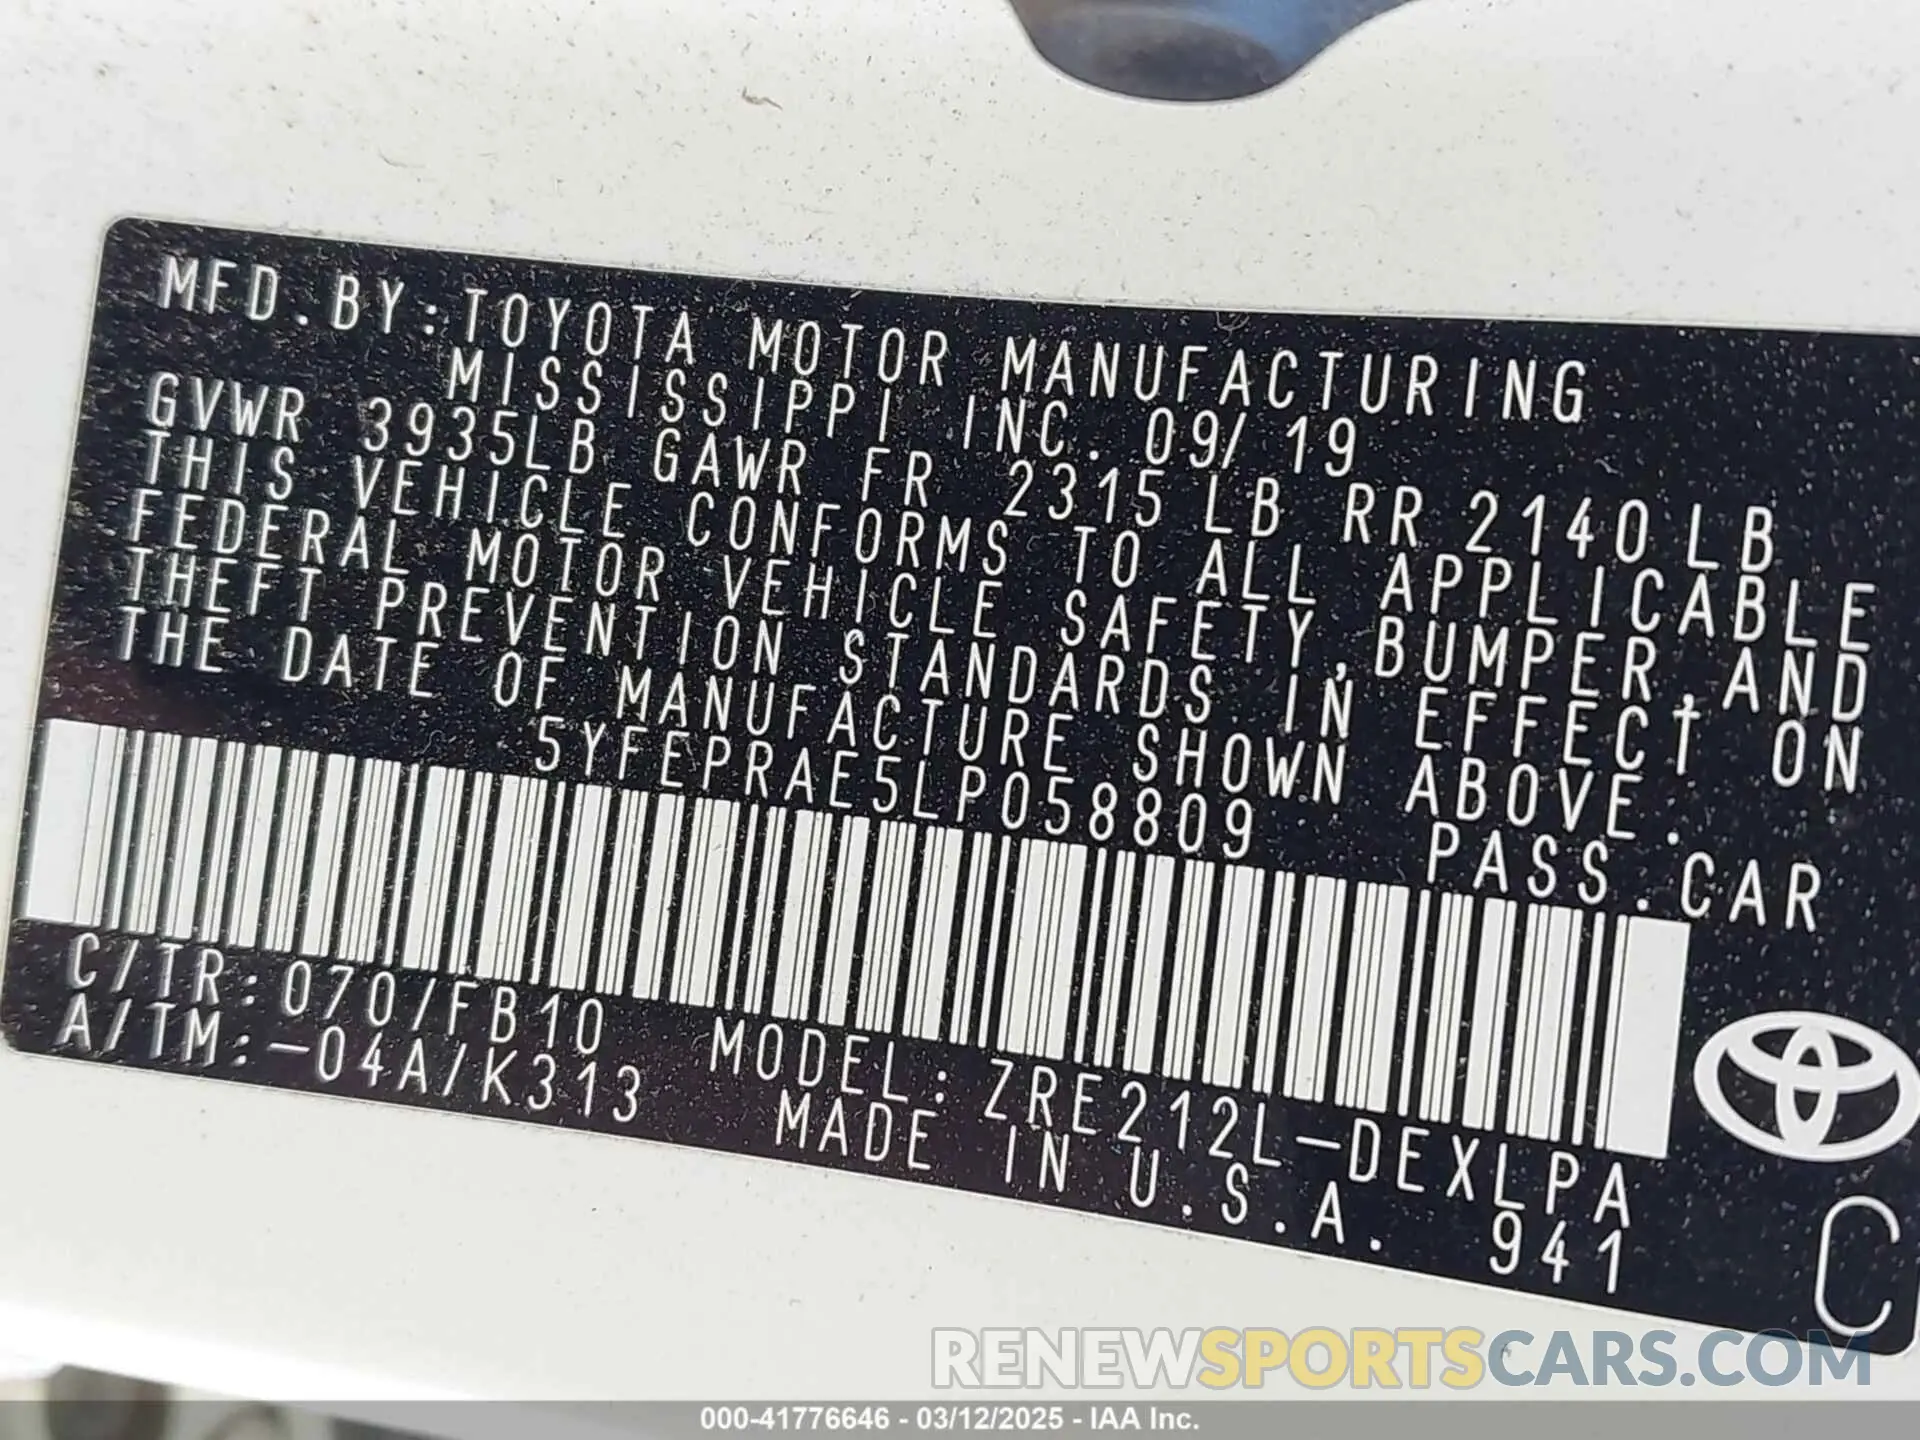 MFD.BY:TOYOTA MOTOR MANUFACTURING
MISSISSIPPI INC. 09/19
GVWR 3935LB GAWR FR 2315LB RR 2140LB
THIS VEHICLE CONFORMS TO ALL APPLICABLE
FEDERAL MOTOR VEHICLE SAFETY,BUMPER,AND
THEFT PREVENTION STANDARDS IN EFFECT ON
THE DATE OF MANUFACTURE SHOWN ABOVE.
5YFEPRAE5LP058809 PASS.CAR
C/TR:070/FB10 MODEL:ZRE212L-DEXLPA
A/TM:-04A/K313 MADE IN U.S.A. 941
C
RENEWSPORTSCARS.COM
000-41776646 - 03/12/2025 - IAA Inc.